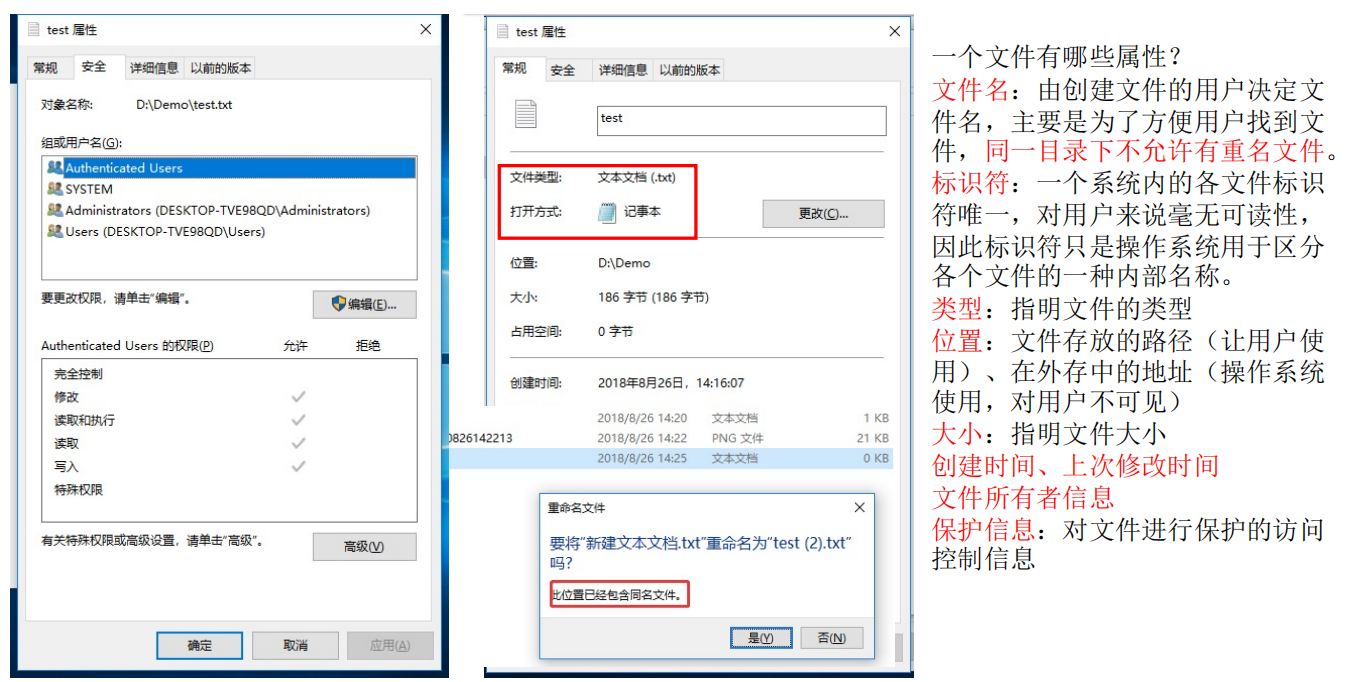 test 属性
常规 安全 详细信息 以前的版本
对象名称: D:\Demo\test.txt
组或用户名(G):
Authenticated Users
SYSTEM
Administrators (DESKTOP-TVE98QD\Administrators)
Users (DESKTOP-TVE98QD\Users)
要更改权限，请单击"编辑"。
编辑(E)...
Authenticated Users 的权限(P) 允许 拒绝
完全控制
修改
读取和执行
读取
写入
特殊权限
有关特殊权限或高级设置，请单击"高级"。
高级(V)
确定 取消 应用(A)
test 属性
常规 安全 详细信息 以前的版本
test
文件类型: 文本文档 (.txt)
打开方式: 记事本 更改(C)...
位置: D:\Demo
大小: 186 字节 (186 字节)
占用空间: 0 字节
创建时间: 2018年8月26日，14:16:07
2018/8/26 14:20 文本文档 1 KB
0826142213 2018/8/26 14:22 PNG 文件 21 KB
2018/8/26 14:25 文本文档 0 KB
重命名文件
要将"新建文本文档.txt"重命名为"test (2).txt"
吗?
此位置已经包含同名文件。
是(Y) 否(N)
一个文件有哪些属性？
文件名：由创建文件的用户决定文
件名，主要是为了方便用户找到文
件，同一目录下不允许有重名文件。
标识符：一个系统内的各文件标识
符唯一，对用户来说毫无可读性，
因此标识符只是操作系统用于区分
各个文件的一种内部名称。
类型：指明文件的类型
位置：文件存放的路径（让用户使
用）、在外存中的地址（操作系统
使用，对用户不可见）
大小：指明文件大小
创建时间、上次修改时间
文件所有者信息
保护信息：对文件进行保护的访问
控制信息